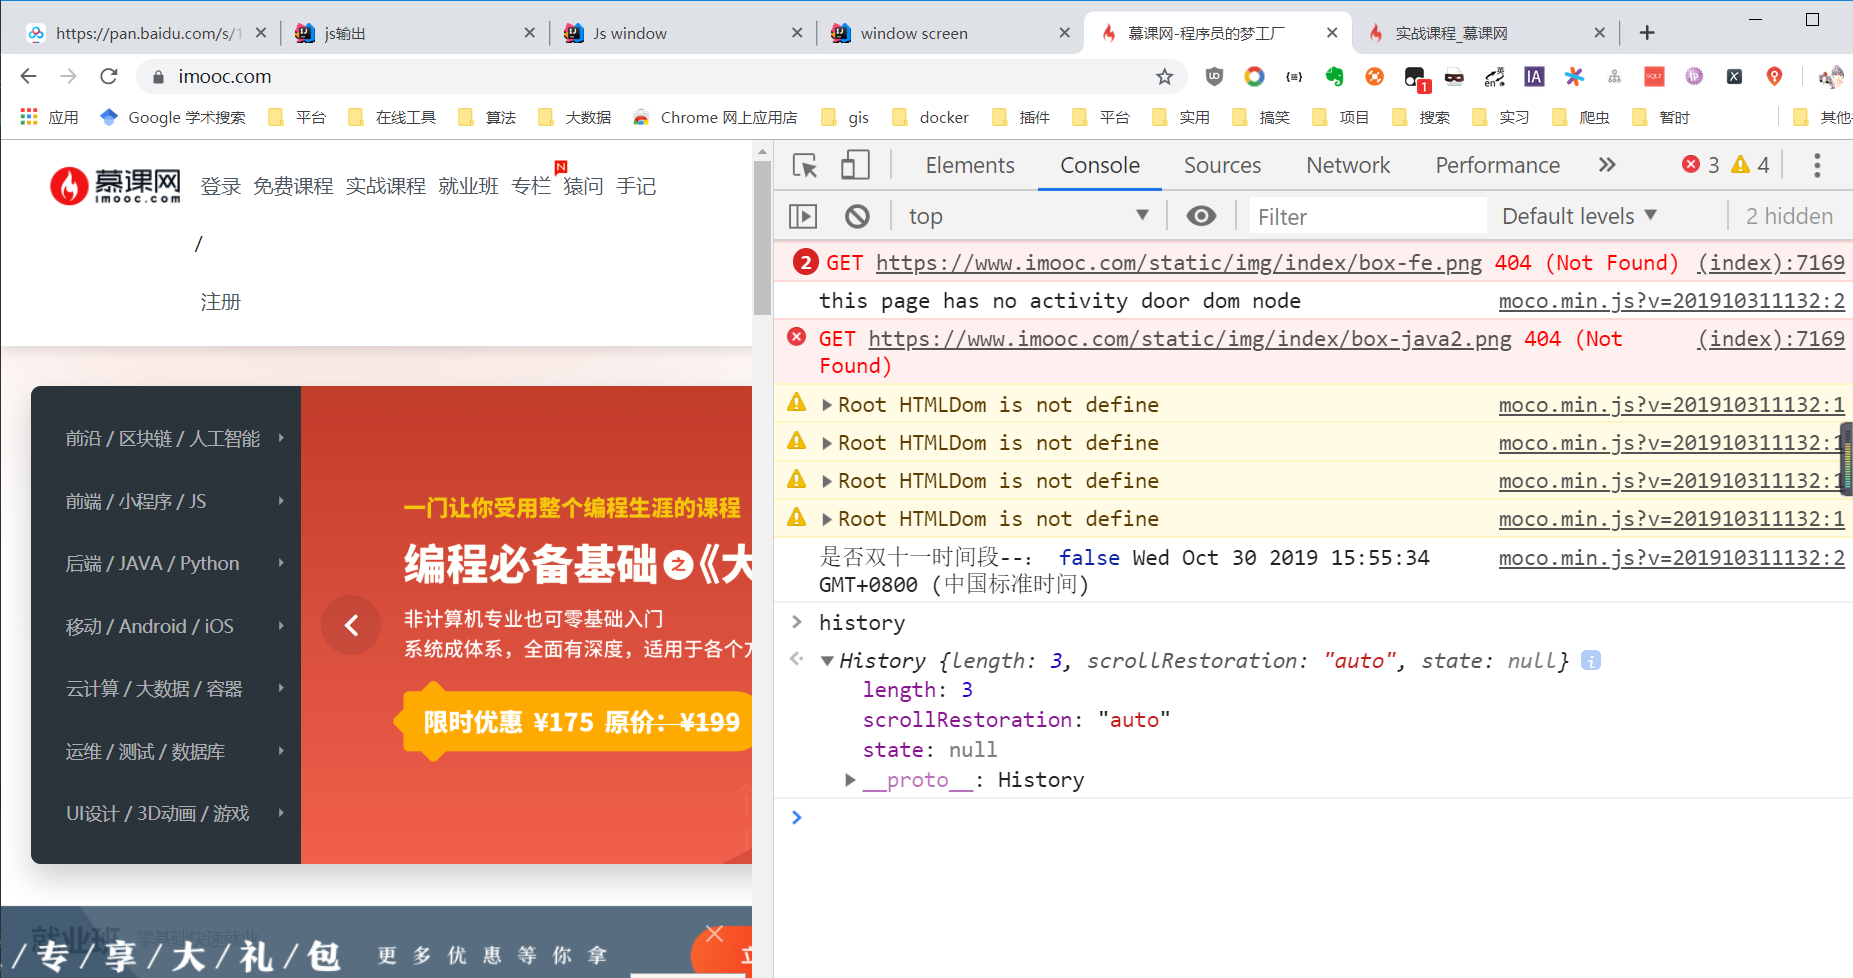 https://pan.baidu.com/s/1
js输出
Js window
window screen
慕课网-程序员的梦工厂
实战课程_慕课网
imooc.com
{≡}
1
en
英
IA
SQLI
IP
X
应用
Google 学术搜索
平台
在线工具
算法
大数据
Chrome 网上应用店
gis
docker
插件
平台
实用
搞笑
项目
搜索
实习
爬虫
暂时
其他
慕课网
imooc.com
登录
免费课程
实战课程
就业班
专栏
N
猿问
手记
/
注册
前沿 / 区块链 / 人工智能
前端 / 小程序 / JS
后端 / JAVA / Python
移动 / Android / iOS
云计算 / 大数据 / 容器
运维 / 测试 / 数据库
UI设计 / 3D动画 / 游戏
一门让你受用整个编程生涯的课程
编程必备基础之《大
非计算机专业也可零基础入门
系统成体系，全面有深度，适用于各个方
限时优惠 ¥175 原价：¥199
就业班 零基础快速就业
/ 专 / 享 / 大 / 礼 / 包 更多优惠等你拿
立
Elements
Console
Sources
Network
Performance
»
3
4
top
Filter
Default levels
2 hidden
2 GET https://www.imooc.com/static/img/index/box-fe.png 404 (Not Found) (index):7169
this page has no activity door dom node moco.min.js?v=201910311132:2
GET https://www.imooc.com/static/img/index/box-java2.png 404 (Not (index):7169
Found)
Root HTMLDom is not define moco.min.js?v=201910311132:1
Root HTMLDom is not define moco.min.js?v=201910311132:1
Root HTMLDom is not define moco.min.js?v=201910311132:1
Root HTMLDom is not define moco.min.js?v=201910311132:1
是否双十一时间段--： false Wed Oct 30 2019 15:55:34 moco.min.js?v=201910311132:2
GMT+0800 (中国标准时间)
history
History {length: 3, scrollRestoration: "auto", state: null} i
length: 3
scrollRestoration: "auto"
state: null
__proto__: History